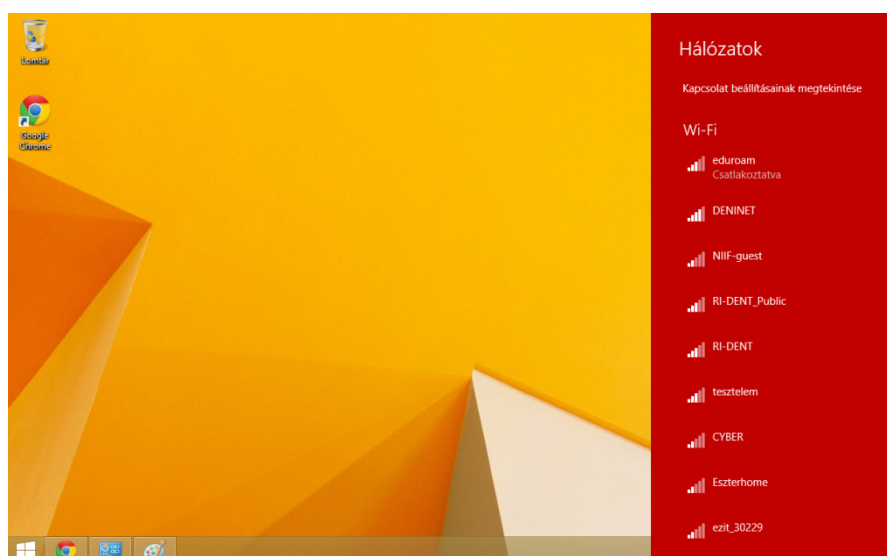 Lomtár
Google
Chrome
Hálózatok
Kapcsolat beállításainak megtekintése
Wi-Fi
eduroam
Csatlakoztatva
DENINET
NIIF-guest
RI-DENT_Public
RI-DENT
tesztelem
CYBER
Eszterhome
ezit_30229